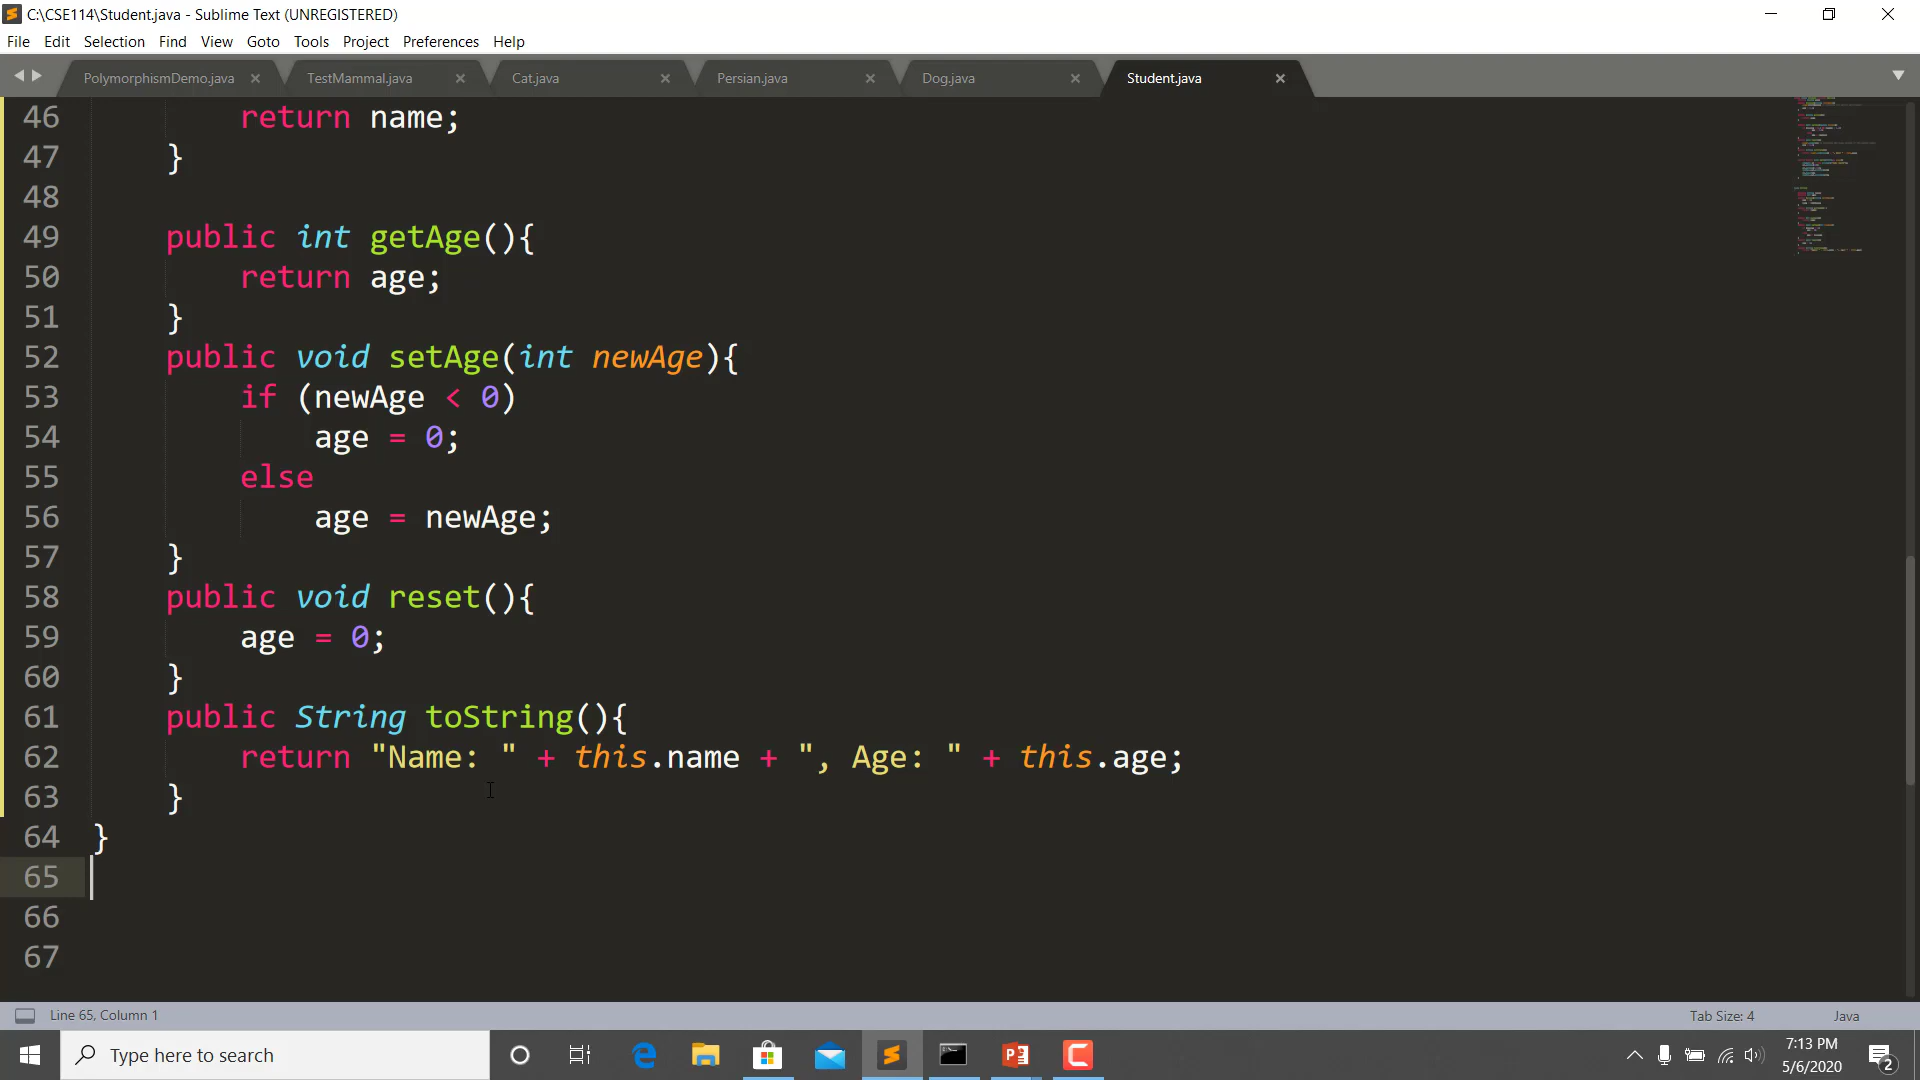 C:\CSE114\Student.java - Sublime Text (UNREGISTERED)
File Edit Selection Find View Goto Tools Project Preferences Help
PolymorphismDemo.java × TestMammal.java × Cat.java × Persian.java × Dog.java × Student.java ×
46 return name;
47 }
48
49 public int getAge(){
50 return age;
51 }
52 public void setAge(int newAge){
53 if (newAge < 0)
54 age = 0;
55 else
56 age = newAge;
57 }
58 public void reset(){
59 age = 0;
60 }
61 public String toString(){
62 return "Name: " + this.name + ", Age: " + this.age;
63 }
64 }
65
66
67
Line 65, Column 1 Tab Size: 4 Java
Type here to search
7:13 PM
5/6/2020
2